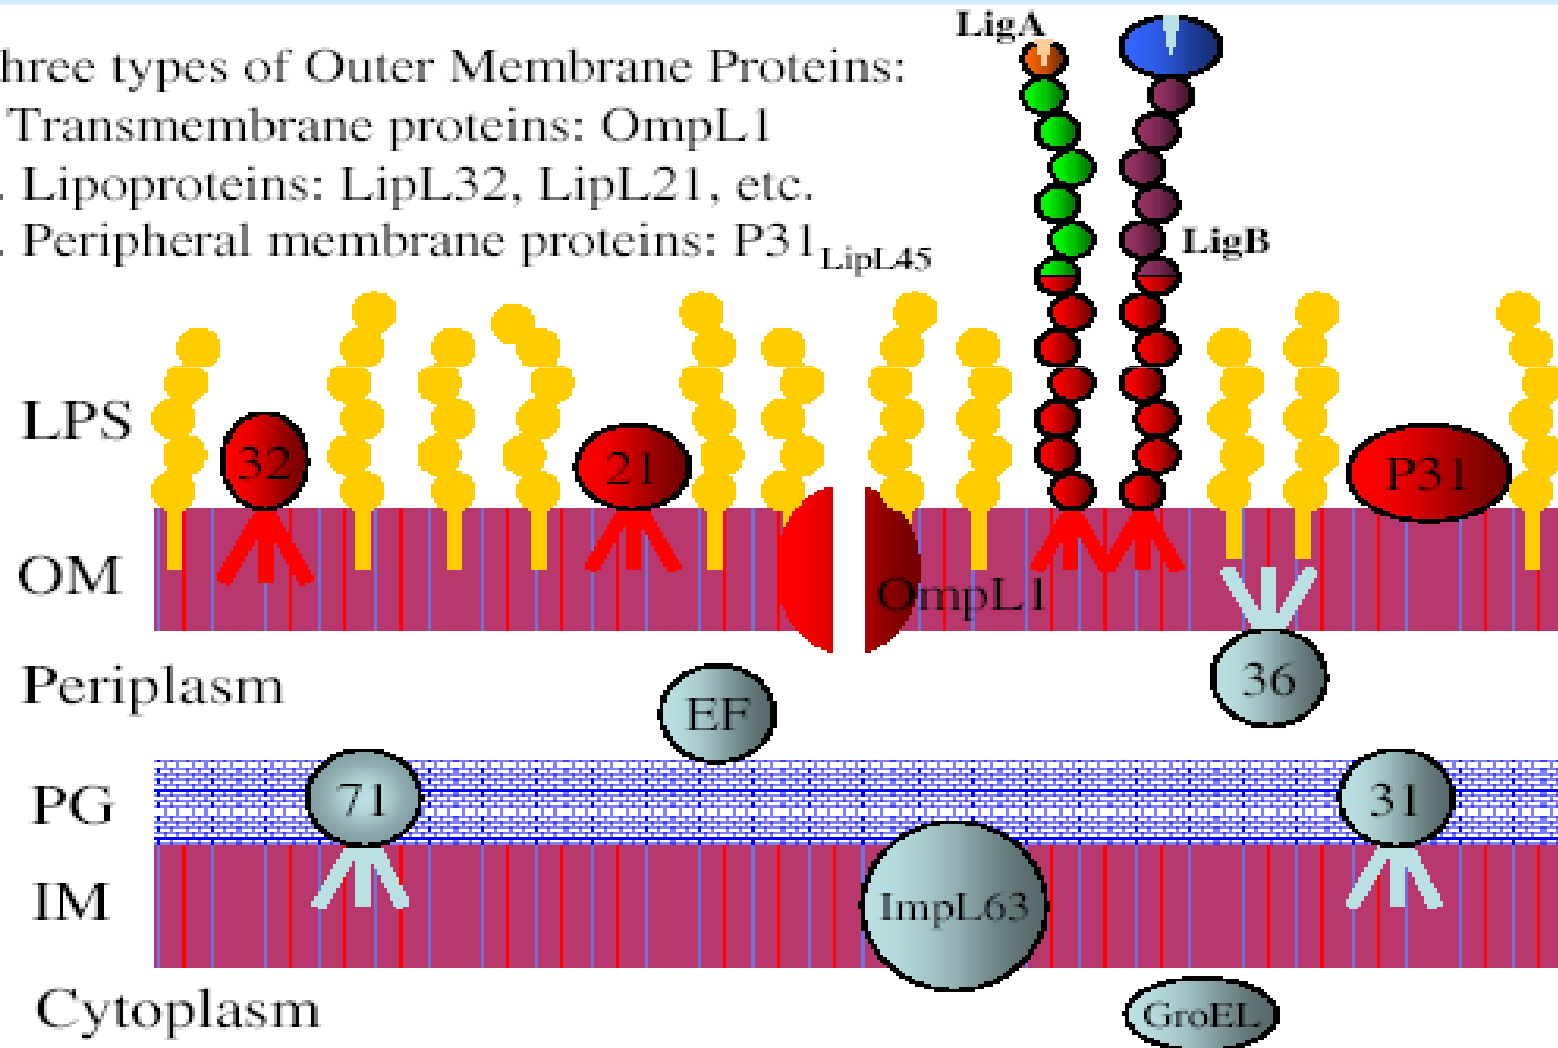 hree types of Outer Membrane Proteins:
Transmembrane proteins: OmpL1
. Lipoproteins: LipL32, LipL21, etc.
. Peripheral membrane proteins: P31LipL45
LigA
LigB
LPS
32
21
P31
OM
OmpL1
Periplasm
EF
36
PG
71
31
IM
ImpL63
Cytoplasm
GroEL